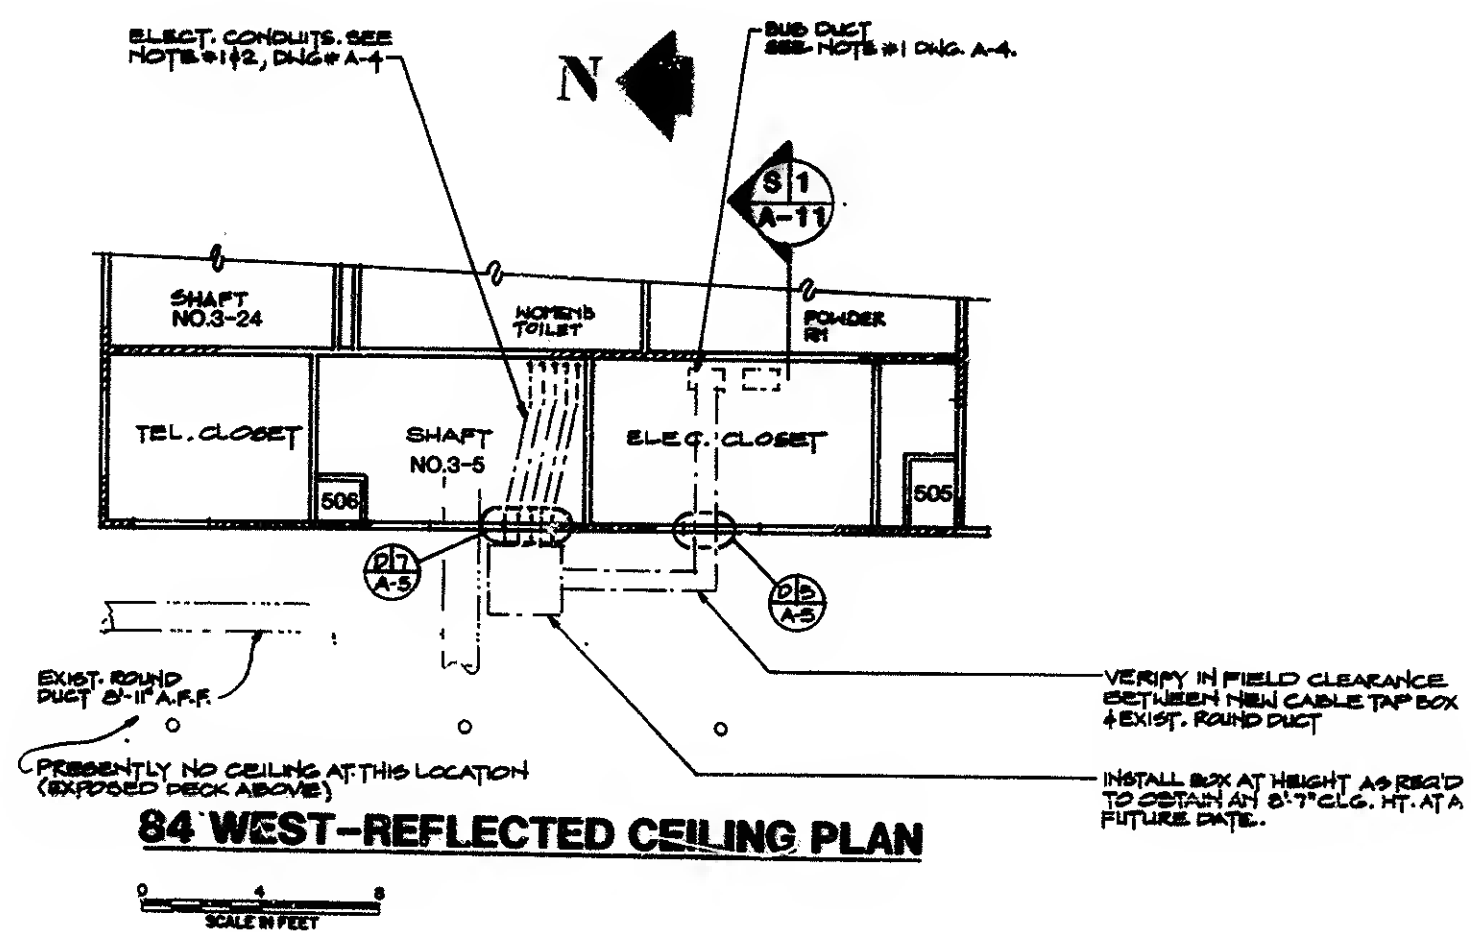 ELECT. CONDUITS. SEE
NOTE #1 & 2, DWG# A-4
N
BUS DUCT
SEE NOTE #1 DWG. A-4.
S 1
A-11
SHAFT
NO.3-24
WOMENS
TOILET
POWDER
RM
TEL. CLOSET
SHAFT
NO.3-5
ELEC. CLOSET
506
505
D 7
A-5
D
EXIST. ROUND
DUCT 8'-11" A.F.F.
VERIFY IN FIELD CLEARANCE
BETWEEN NEW CABLE TAP BOX
& EXIST. ROUND DUCT
PRESENTLY NO CEILING AT THIS LOCATION
(EXPOSED DECK ABOVE)
INSTALL BOX AT HEIGHT AS REQ'D
TO OBTAIN AN 8'-7" CLG. HT. AT A
FUTURE DATE.
84 WEST-REFLECTED CEILING PLAN
0 4 8
SCALE IN FEET